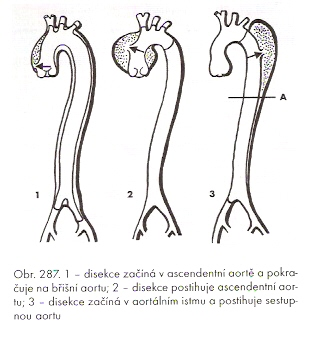 A
1 2 3
Obr. 287. 1 – disekce začíná v ascendentní aortě a pokra-
čuje na břišní aortu; 2 – disekce postihuje ascendentní aor-
tu; 3 – disekce začíná v aortálním istmu a postihuje sestup-
nou aortu